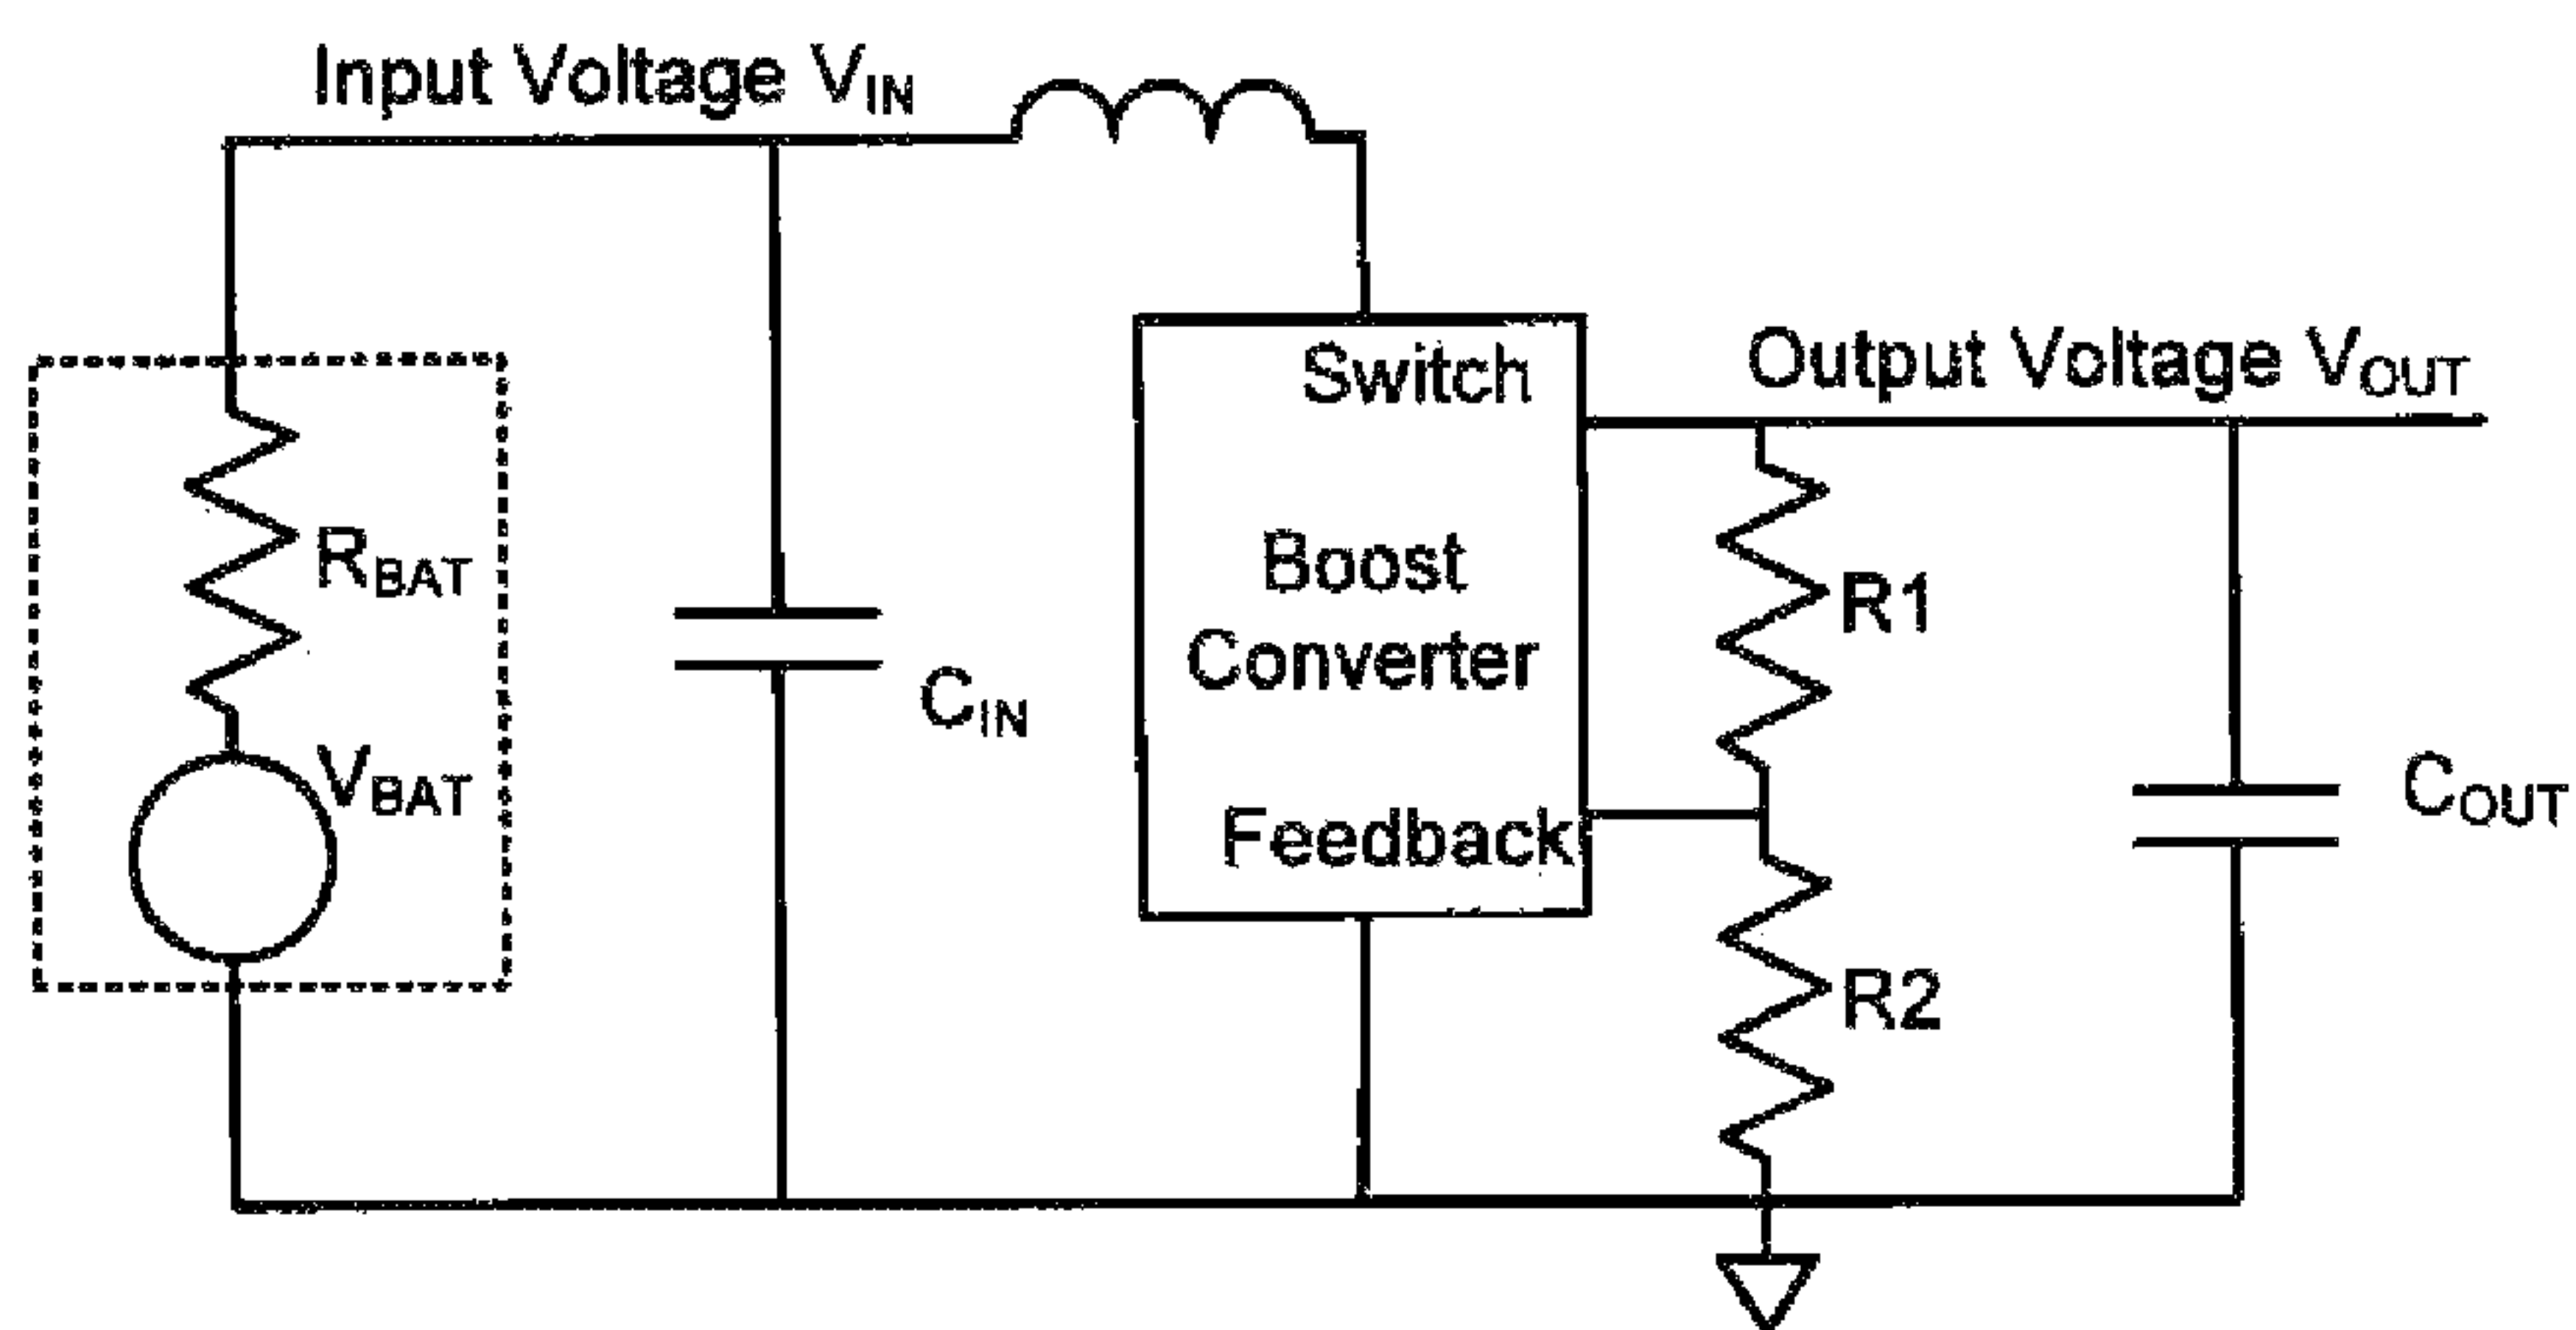 Input Voltage VIN
Switch
Output Voltage VOUT
RBAT
Boost
Converter
R1
CIN
VBAT
Feedback
COUT
R2